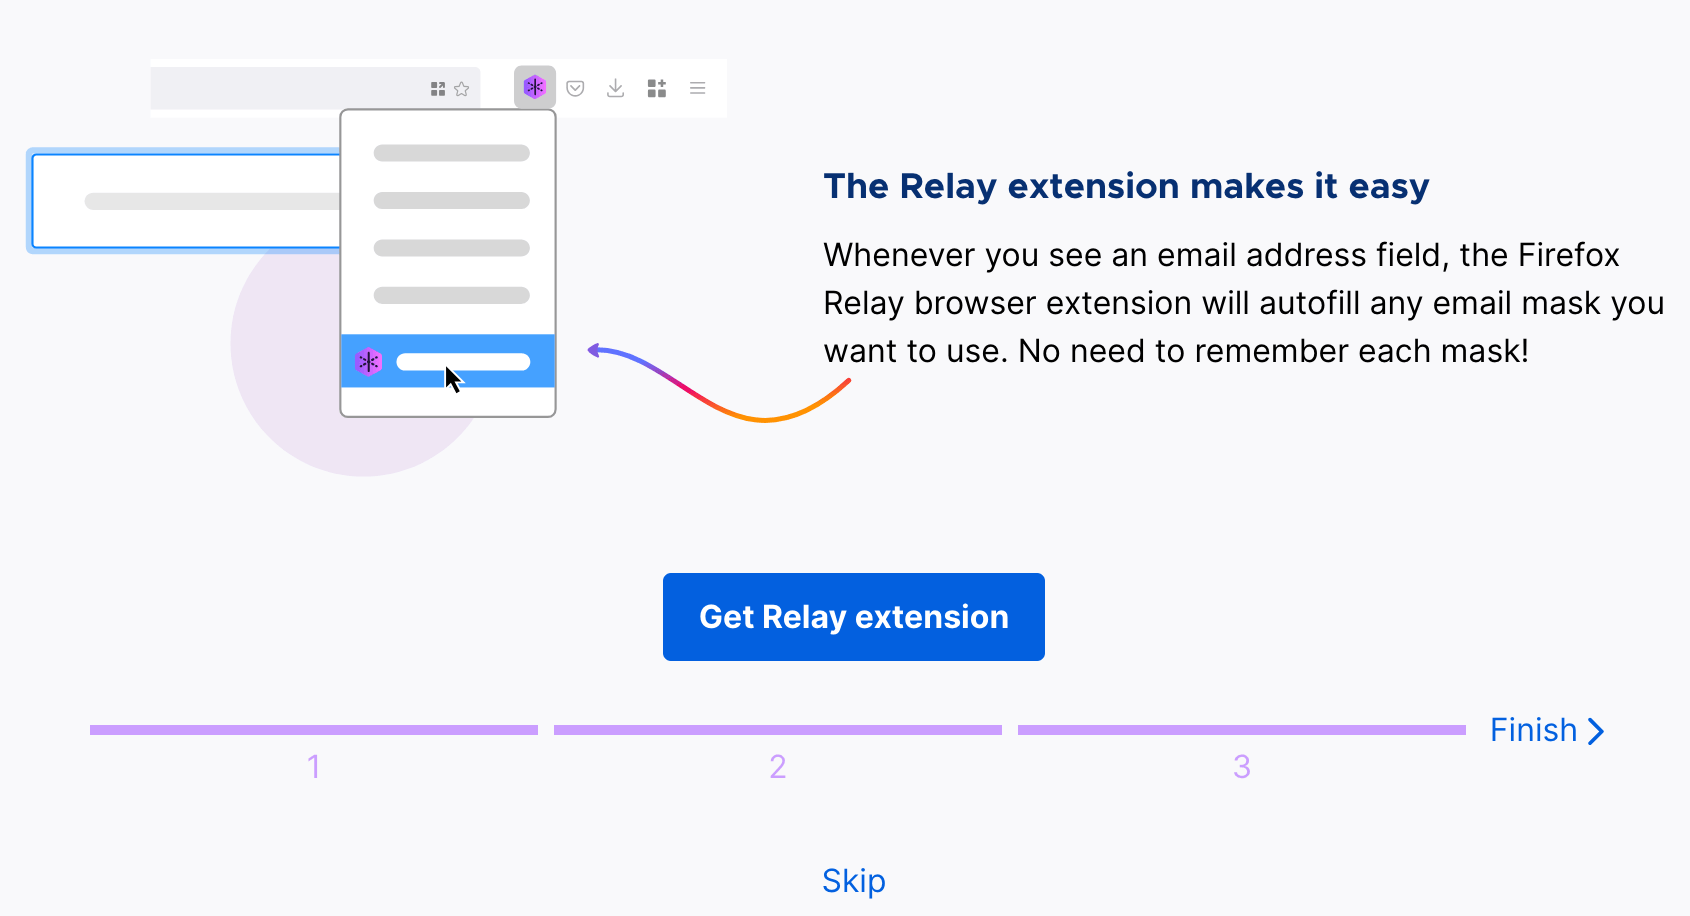 The Relay extension makes it easy
Whenever you see an email address field, the Firefox
Relay browser extension will autofill any email mask you
want to use. No need to remember each mask!
Get Relay extension
Finish
1
2
3
Skip